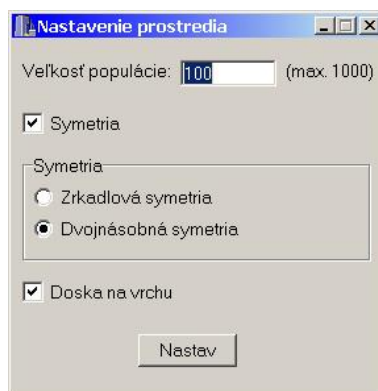 Nastavenie prostredia
Veľkosť populácie: 100 (max. 1000)
Symetria
Symetria
Zrkadlová symetria
Dvojnásobná symetria
Doska na vrchu
Nastav